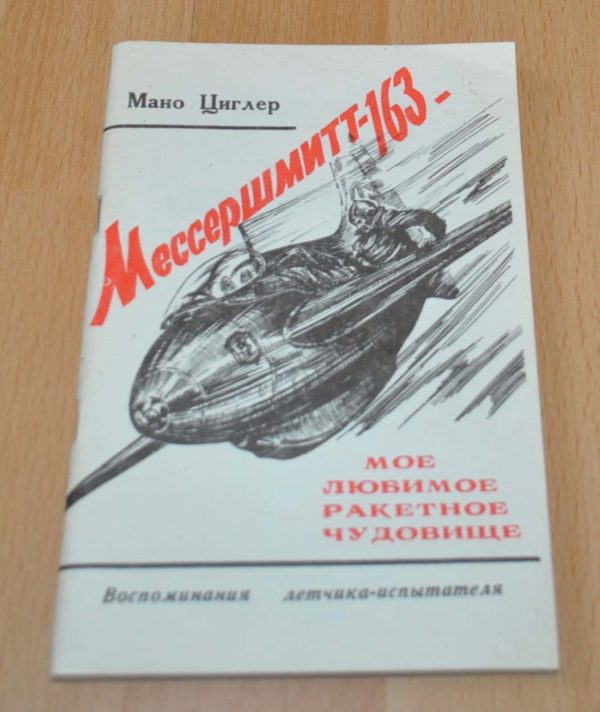 Мано Циглер
Мессершмитт-163 -
МОЕ
ЛЮБИМОЕ
РАКЕТНОЕ
ЧУДОВИЩЕ
Воспоминания летчика-испытателя